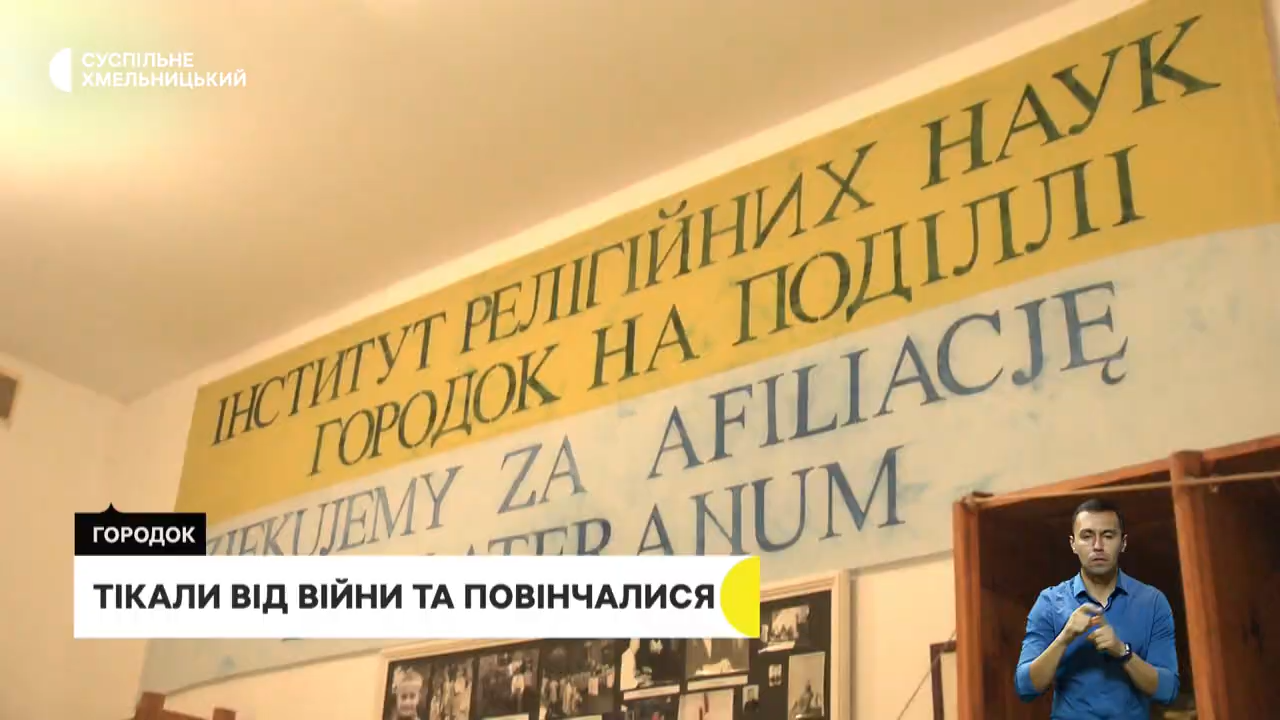 СУСПІЛЬНЕ
ХМЕЛЬНИЦЬКИЙ
ІНСТИТУТ РЕЛІГІЙНИХ НАУК
ГОРОДОК НА ПОДІЛЛІ
ZA AFILIACJĘ
ГОРОДОК
ТІКАЛИ ВІД ВІЙНИ ТА ПОВІНЧАЛИСЯ